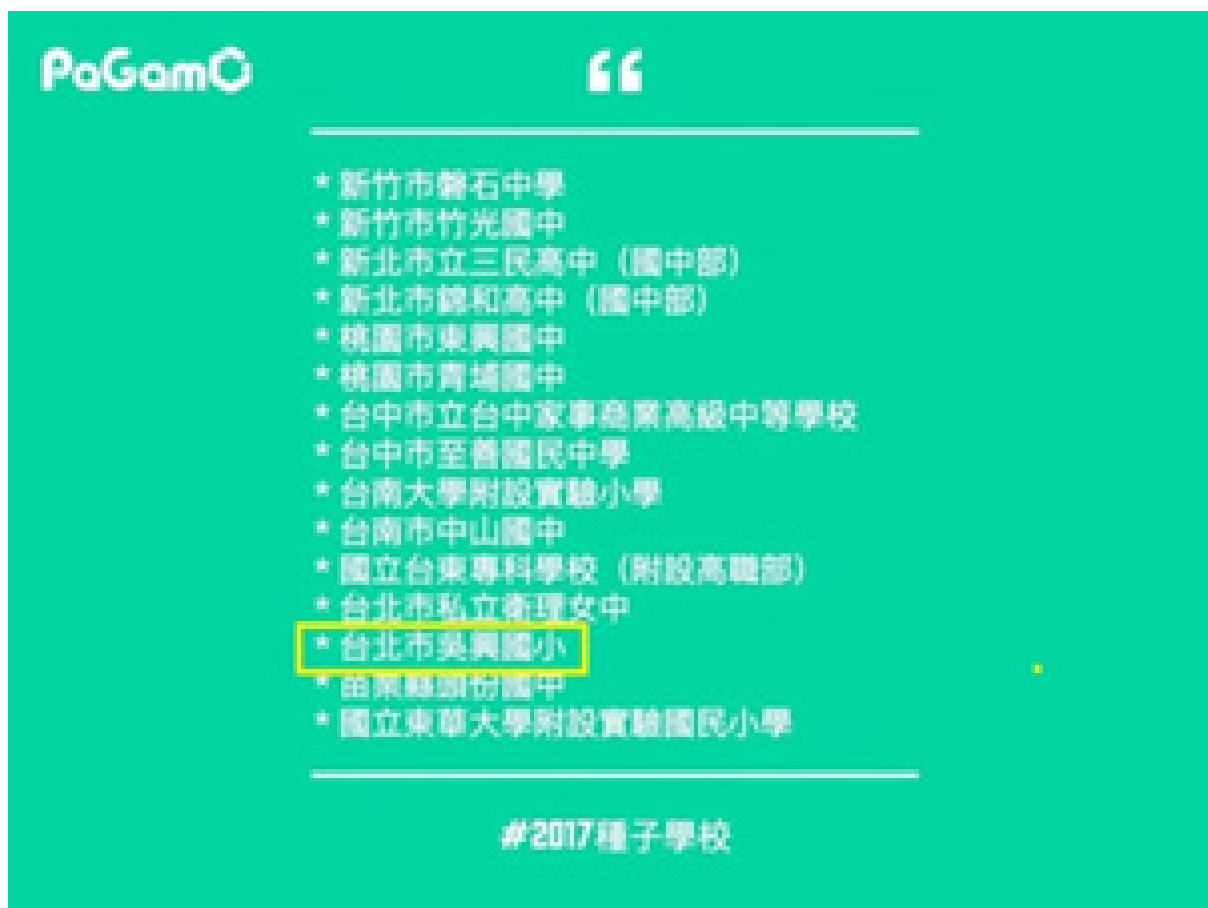 PaGamO
“
* 新竹市磐石中學
* 新竹市竹光國中
* 新北市立三民高中（國中部）
* 新北市錦和高中（國中部）
* 桃園市東興國中
* 桃園市青埔國中
* 台中市立台中家事商業高級中等學校
* 台中市至善國民中學
* 台南大學附設實驗小學
* 台南市中山國中
* 國立台東專科學校（附設高職部）
* 台北市私立衛理女中
* 台北市吳興國小
* 苗栗縣頭份國中
* 國立東華大學附設實驗國民小學
#2017種子學校